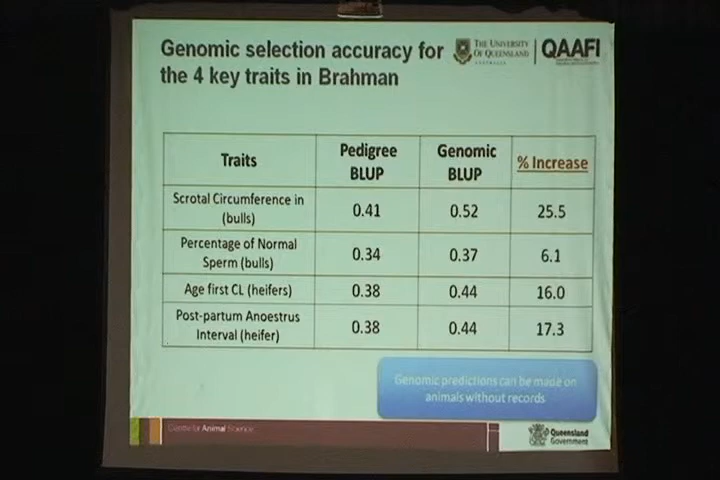 Genomic selection accuracy for
the 4 key traits in Brahman
THE UNIVERSITY
OF QUEENSLAND
AUSTRALIA
QAAFI
Traits
Pedigree
BLUP
Genomic
BLUP
% Increase
Scrotal Circumference in
(bulls)
0.41
0.52
25.5
Percentage of Normal
Sperm (bulls)
0.34
0.37
6.1
Age first CL (heifers)
0.38
0.44
16.0
Post-partum Anoestrus
Interval (heifer)
0.38
0.44
17.3
Genomic predictions can be made on
animals without records
Centre for Animal Science
Queensland
Government